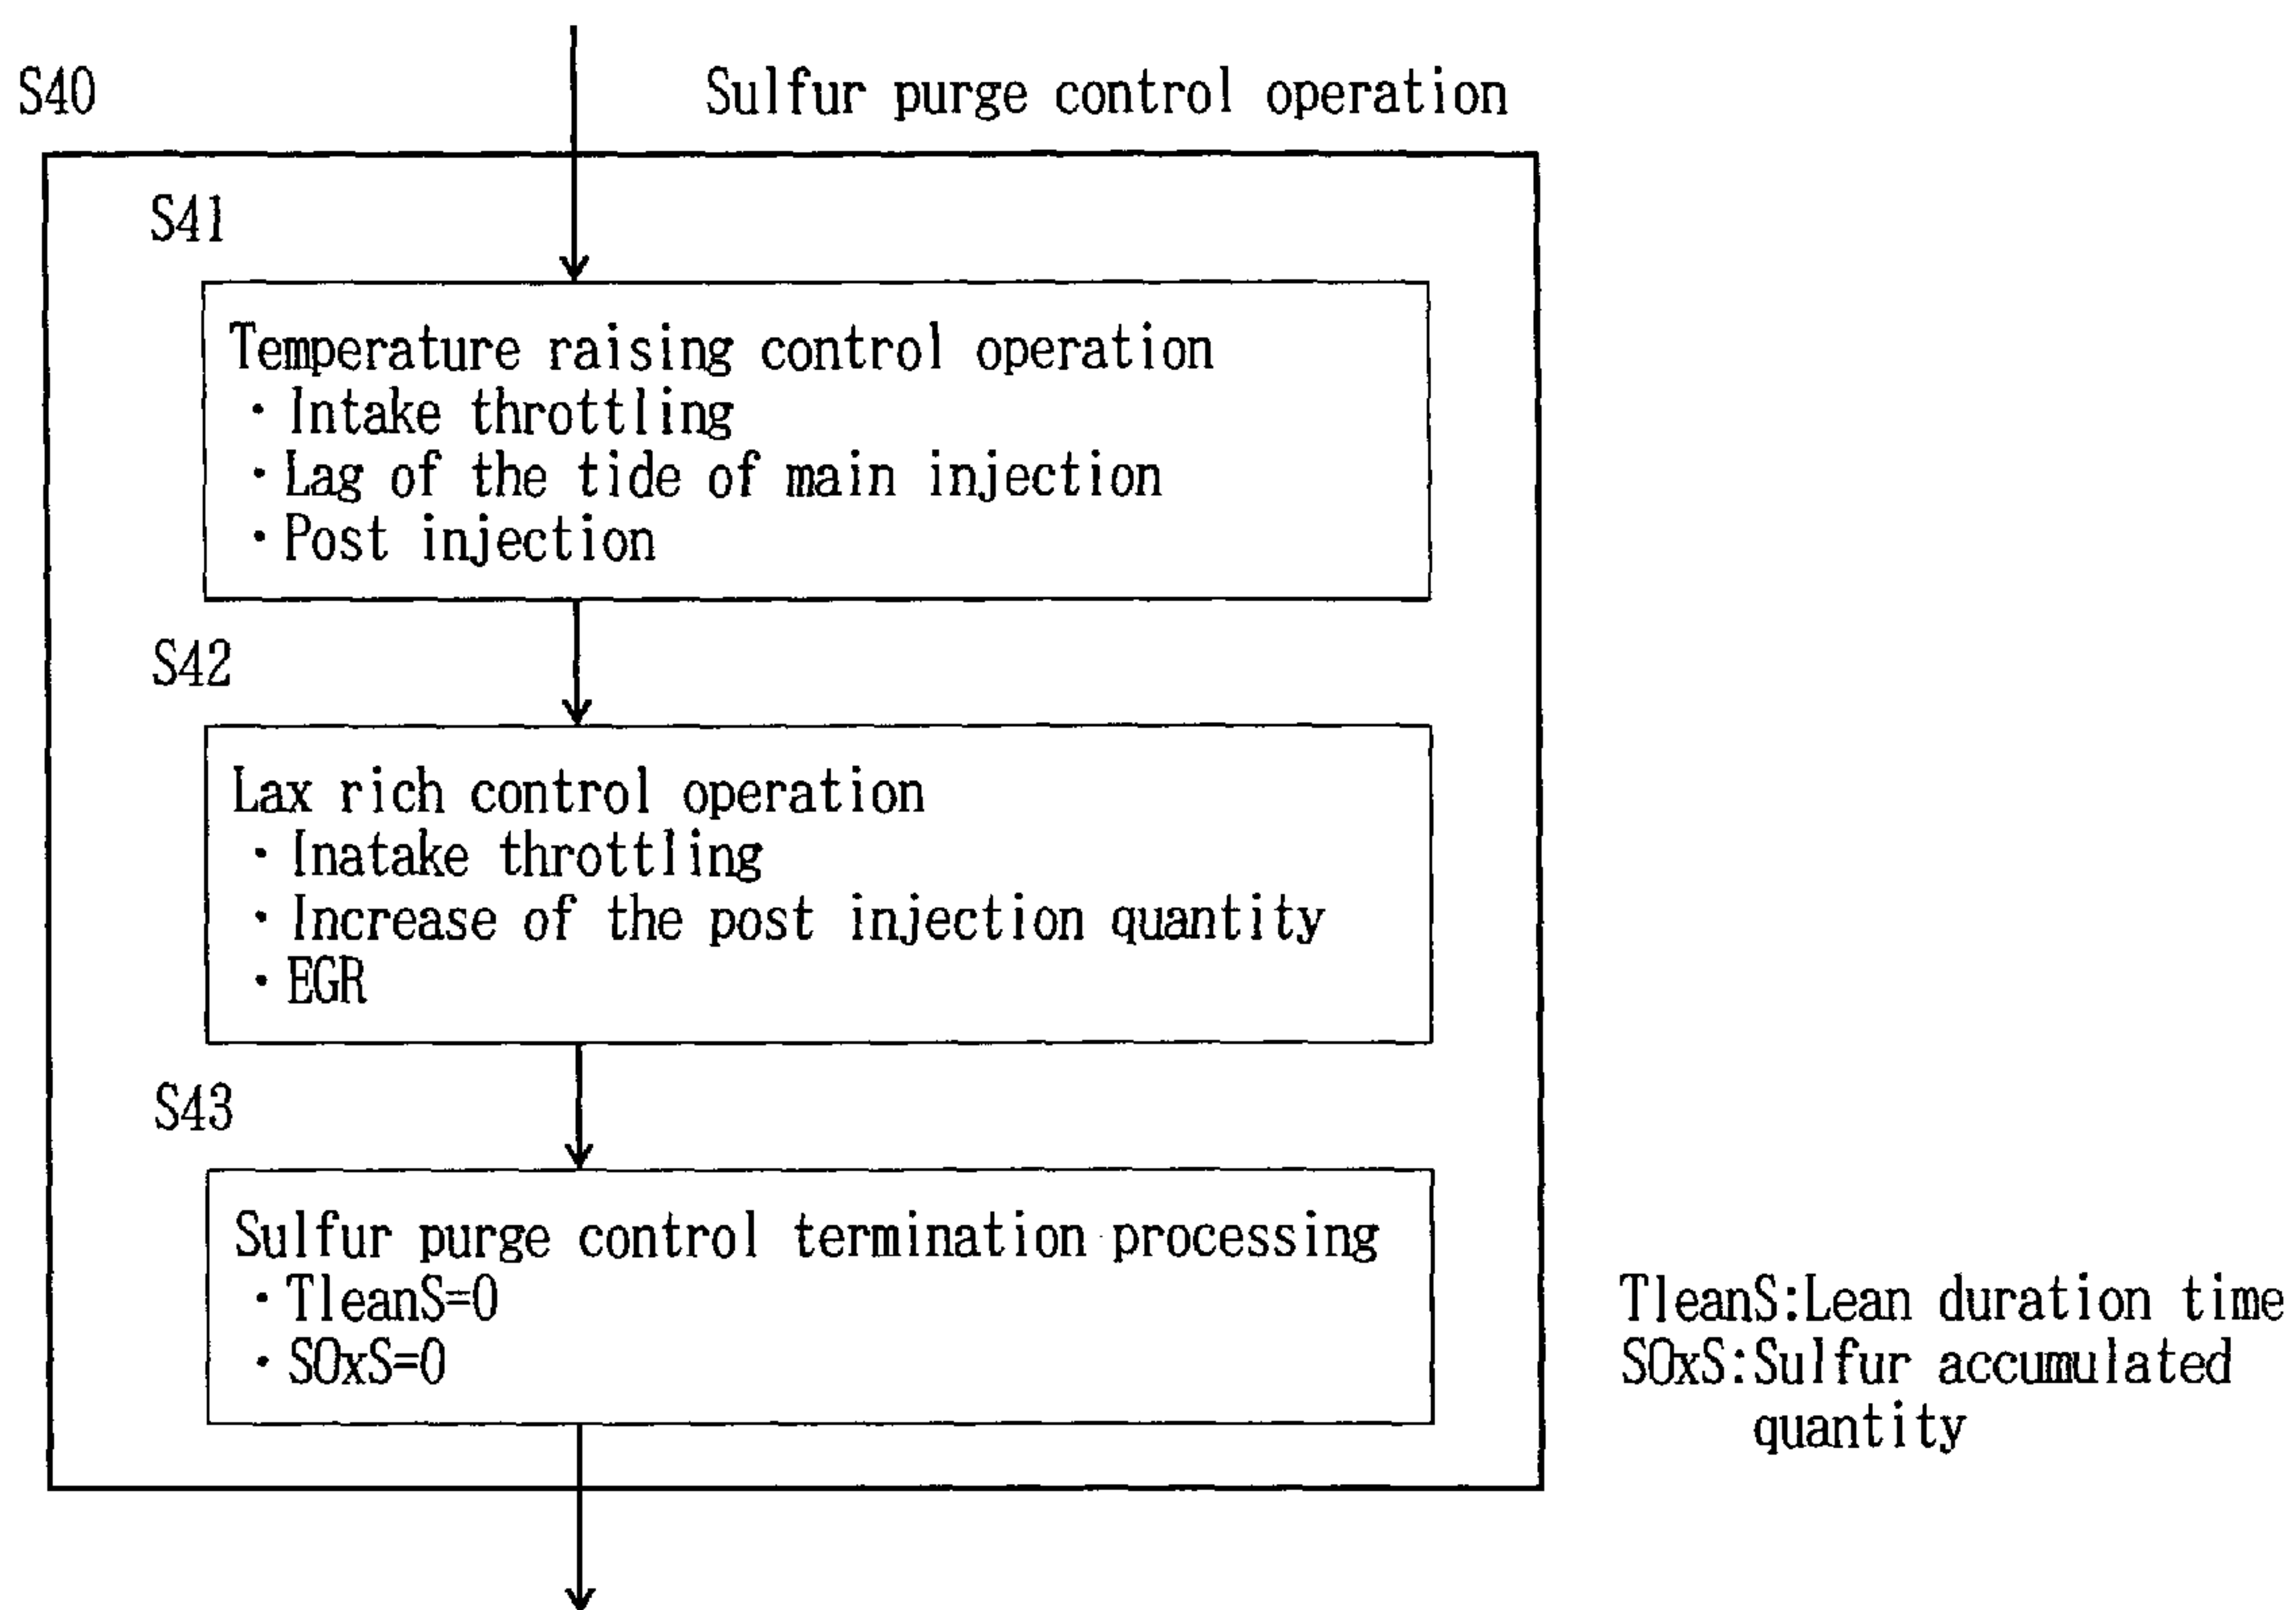 S40
Sulfur purge control operation
S41
Temperature raising control operation
・Intake throttling
・Lag of the tide of main injection
・Post injection
S42
Lax rich control operation
・Inatake throttling
・Increase of the post injection quantity
・EGR
S43
Sulfur purge control termination processing
・TleanS=0
・SOxS=0
TleanS:Lean duration time
SOxS:Sulfur accumulated
quantity